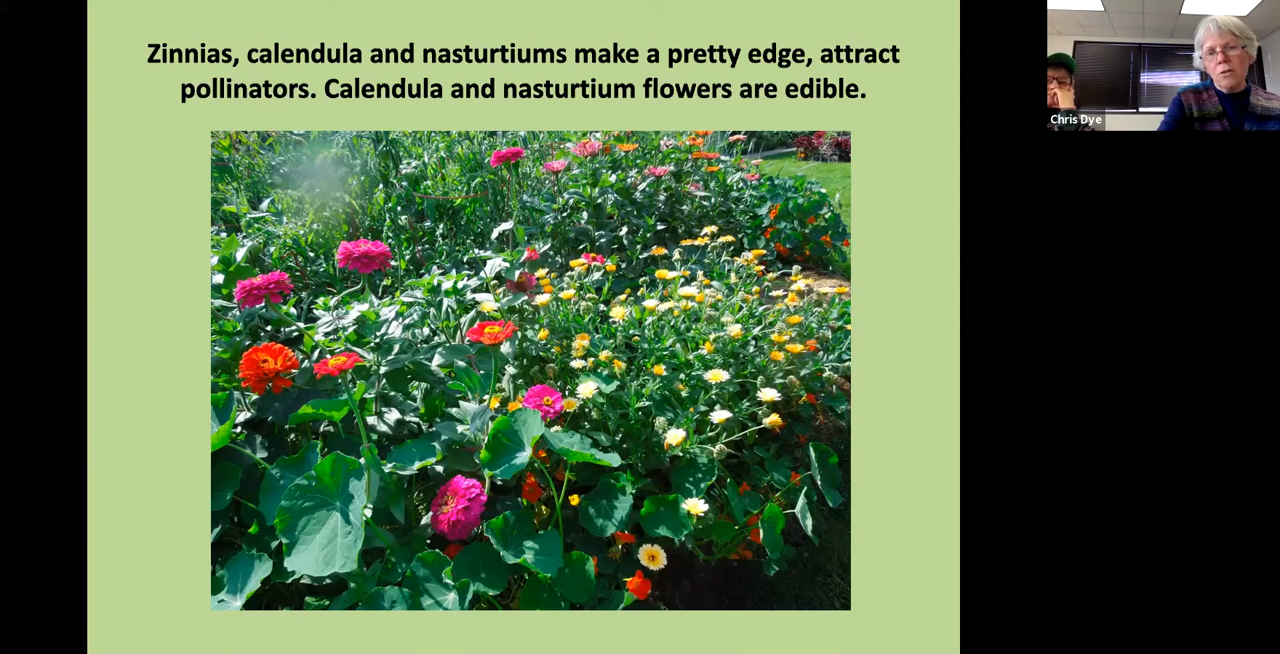 Zinnias, calendula and nasturtiums make a pretty edge, attract
pollinators. Calendula and nasturtium flowers are edible.
Chris Dye